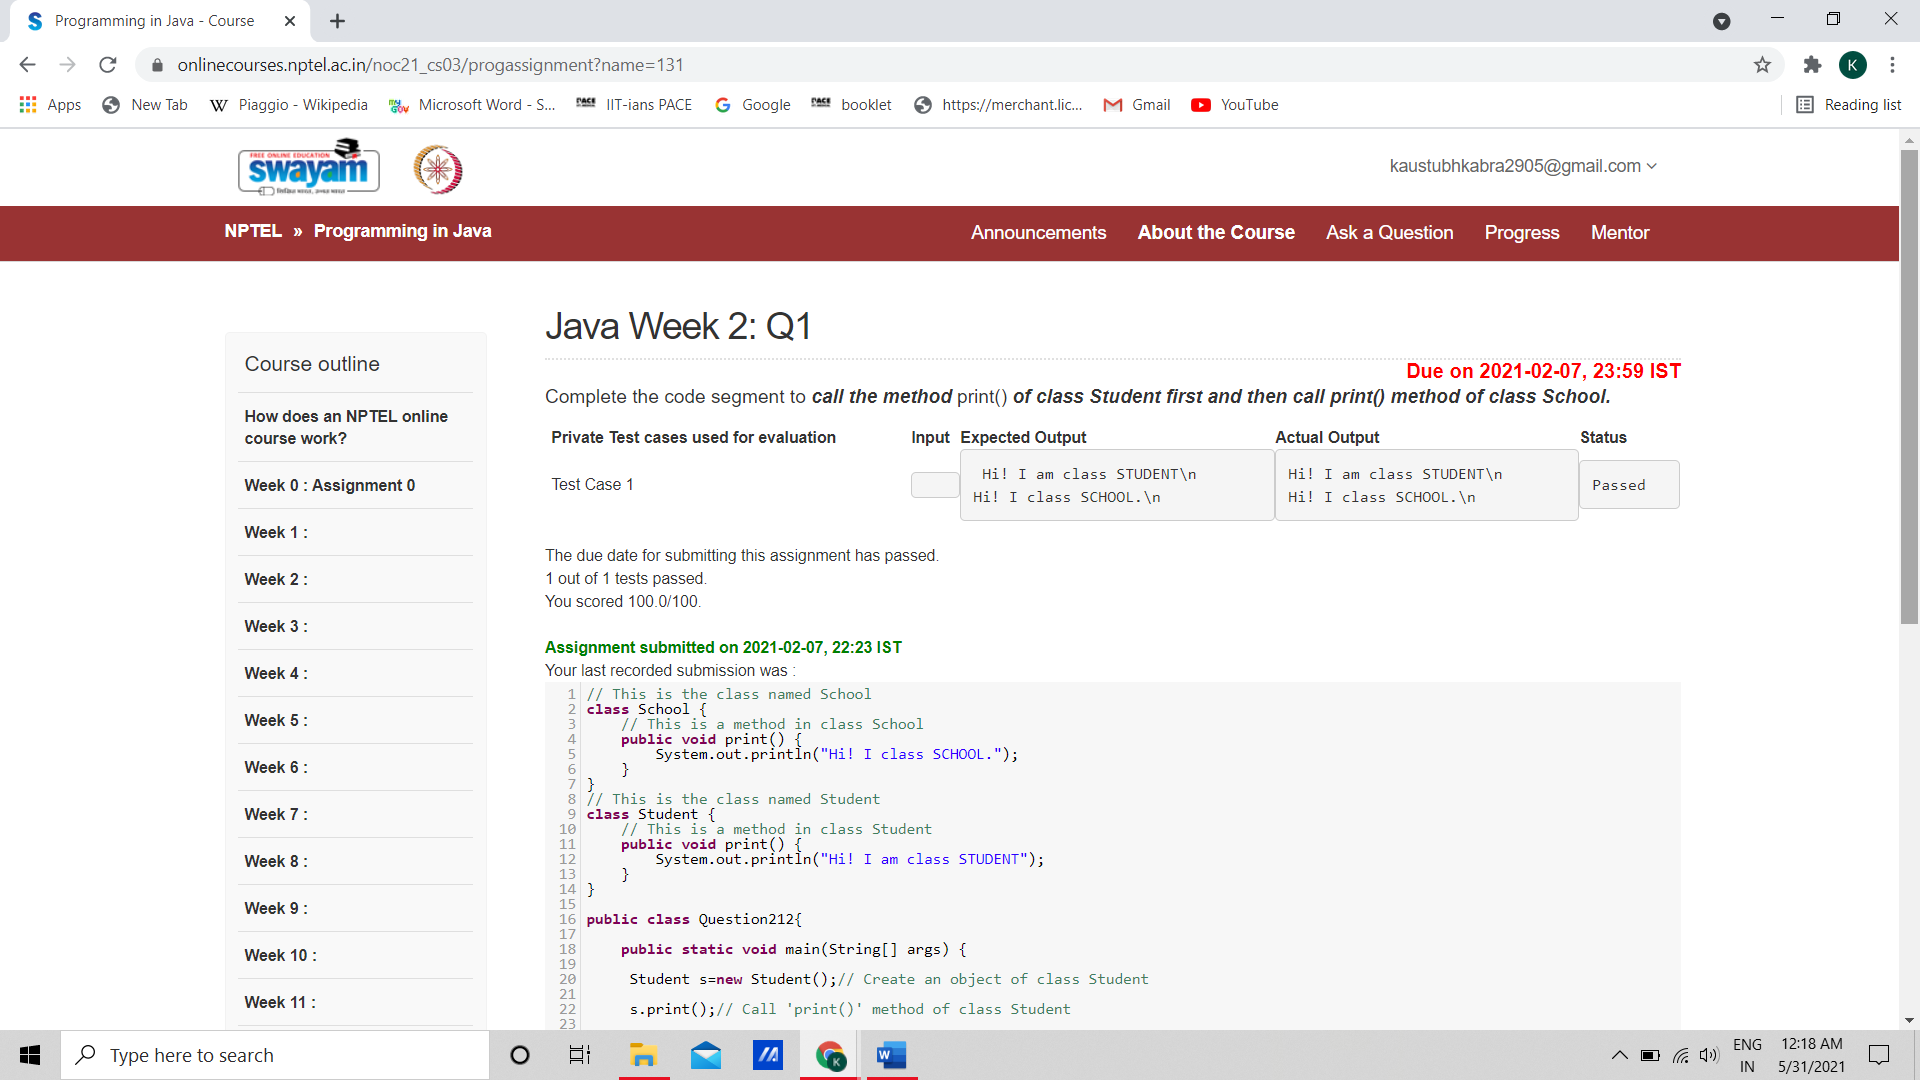 Programming in Java - Course
onlinecourses.nptel.ac.in/noc21_cs03/progassignment?name=131
K
Apps New Tab Piaggio - Wikipedia Microsoft Word - S... IIT-ians PACE Google booklet https://merchant.lic... Gmail YouTube Reading list
FREE ONLINE EDUCATION
swayam
kaustubhkabra2905@gmail.com
NPTEL » Programming in Java Announcements About the Course Ask a Question Progress Mentor
Course outline
How does an NPTEL online
course work?
Week 0 : Assignment 0
Week 1 :
Week 2 :
Week 3 :
Week 4 :
Week 5 :
Week 6 :
Week 7 :
Week 8 :
Week 9 :
Week 10 :
Week 11 :
Java Week 2: Q1
Due on 2021-02-07, 23:59 IST
Complete the code segment to call the method print() of class Student first and then call print() method of class School.
Private Test cases used for evaluation Input Expected Output Actual Output Status
Test Case 1
Hi! I am class STUDENT\n
Hi! I class SCHOOL.\n
Hi! I am class STUDENT\n
Hi! I class SCHOOL.\n
Passed
The due date for submitting this assignment has passed.
1 out of 1 tests passed.
You scored 100.0/100.
Assignment submitted on 2021-02-07, 22:23 IST
Your last recorded submission was :
1 // This is the class named School
2 class School {
3 // This is a method in class School
4 public void print() {
5 System.out.println("Hi! I class SCHOOL.");
6 }
7 }
8 // This is the class named Student
9 class Student {
10 // This is a method in class Student
11 public void print() {
12 System.out.println("Hi! I am class STUDENT");
13 }
14 }
15
16 public class Question212{
17
18 public static void main(String[] args) {
19
20 Student s=new Student();// Create an object of class Student
21
22 s.print();// Call 'print()' method of class Student
23
Type here to search
K
W
ENG
IN
12:18 AM
5/31/2021